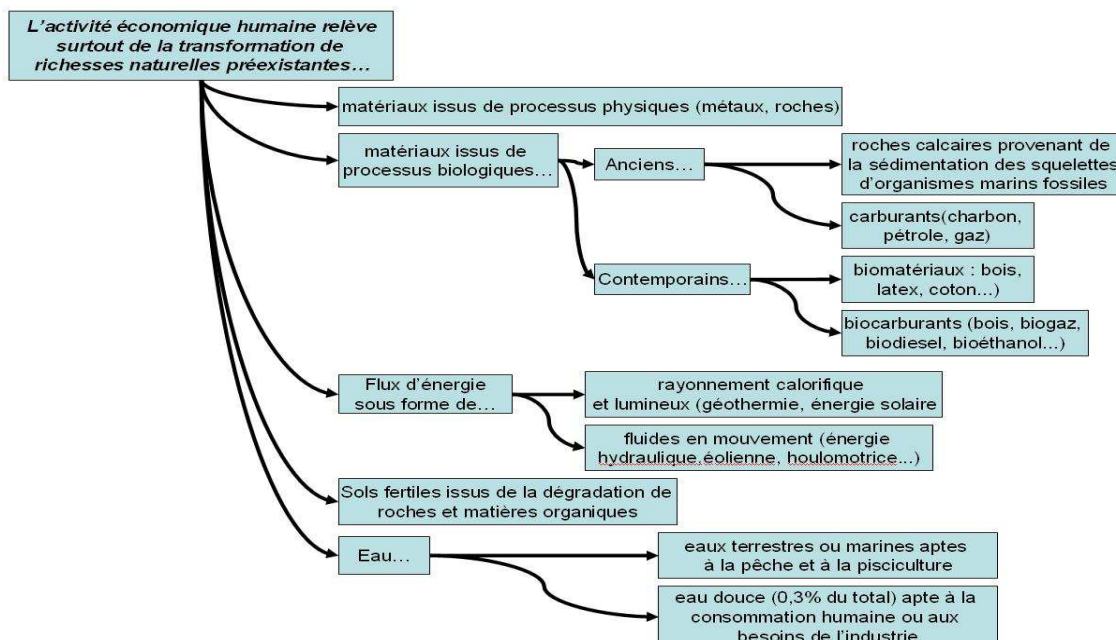 L'activité économique humaine relève
surtout de la transformation de
richesses naturelles préexistantes…
matériaux issus de processus physiques (métaux, roches)
matériaux issus de
processus biologiques…
Anciens…
roches calcaires provenant de
la sédimentation des squelettes
d'organismes marins fossiles
carburants(charbon,
pétrole, gaz)
Contemporains…
biomatériaux : bois,
latex, coton…)
biocarburants (bois, biogaz,
biodiesel, bioéthanol…)
Flux d'énergie
sous forme de…
rayonnement calorifique
et lumineux (géothermie, énergie solaire
fluides en mouvement (énergie
hydraulique,éolienne, houlomotrice...)
Sols fertiles issus de la dégradation de
roches et matières organiques
Eau…
eaux terrestres ou marines aptes
à la pêche et à la pisciculture
eau douce (0,3% du total) apte à la
consommation humaine ou aux
besoins de l'industrie